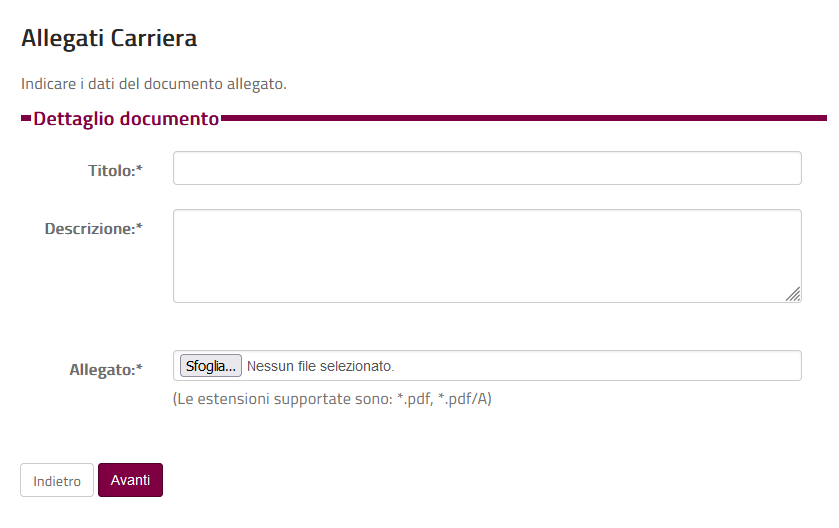 Allegati Carriera
Indicare i dati del documento allegato.
Dettaglio documento
Titolo:*
Descrizione:*
Allegato:*
Sfoglia... Nessun file selezionato.
(Le estensioni supportate sono: *.pdf, *.pdf/A)
Indietro Avanti